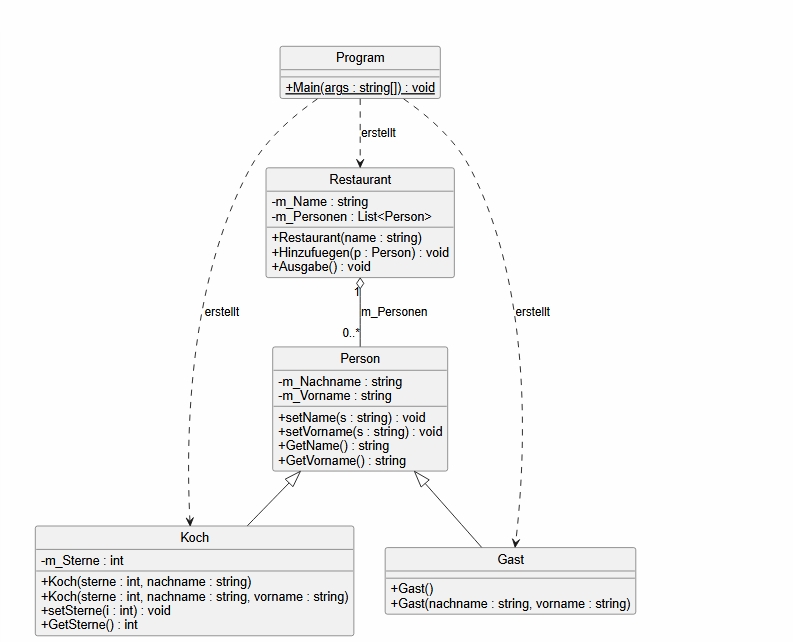 Program
+Main(args : string[]) : void
erstellt
Restaurant
-m_Name : string
-m_Personen : List<Person>
+Restaurant(name : string)
+Hinzufuegen(p : Person) : void
+Ausgabe() : void
1
erstellt
m_Personen
erstellt
0..*
Person
-m_Nachname : string
-m_Vorname : string
+setName(s : string) : void
+setVorname(s : string) : void
+GetName() : string
+GetVorname() : string
Koch
-m_Sterne : int
+Koch(sterne : int, nachname : string)
+Koch(sterne : int, nachname : string, vorname : string)
+setSterne(i : int) : void
+GetSterne() : int
Gast
+Gast()
+Gast(nachname : string, vorname : string)